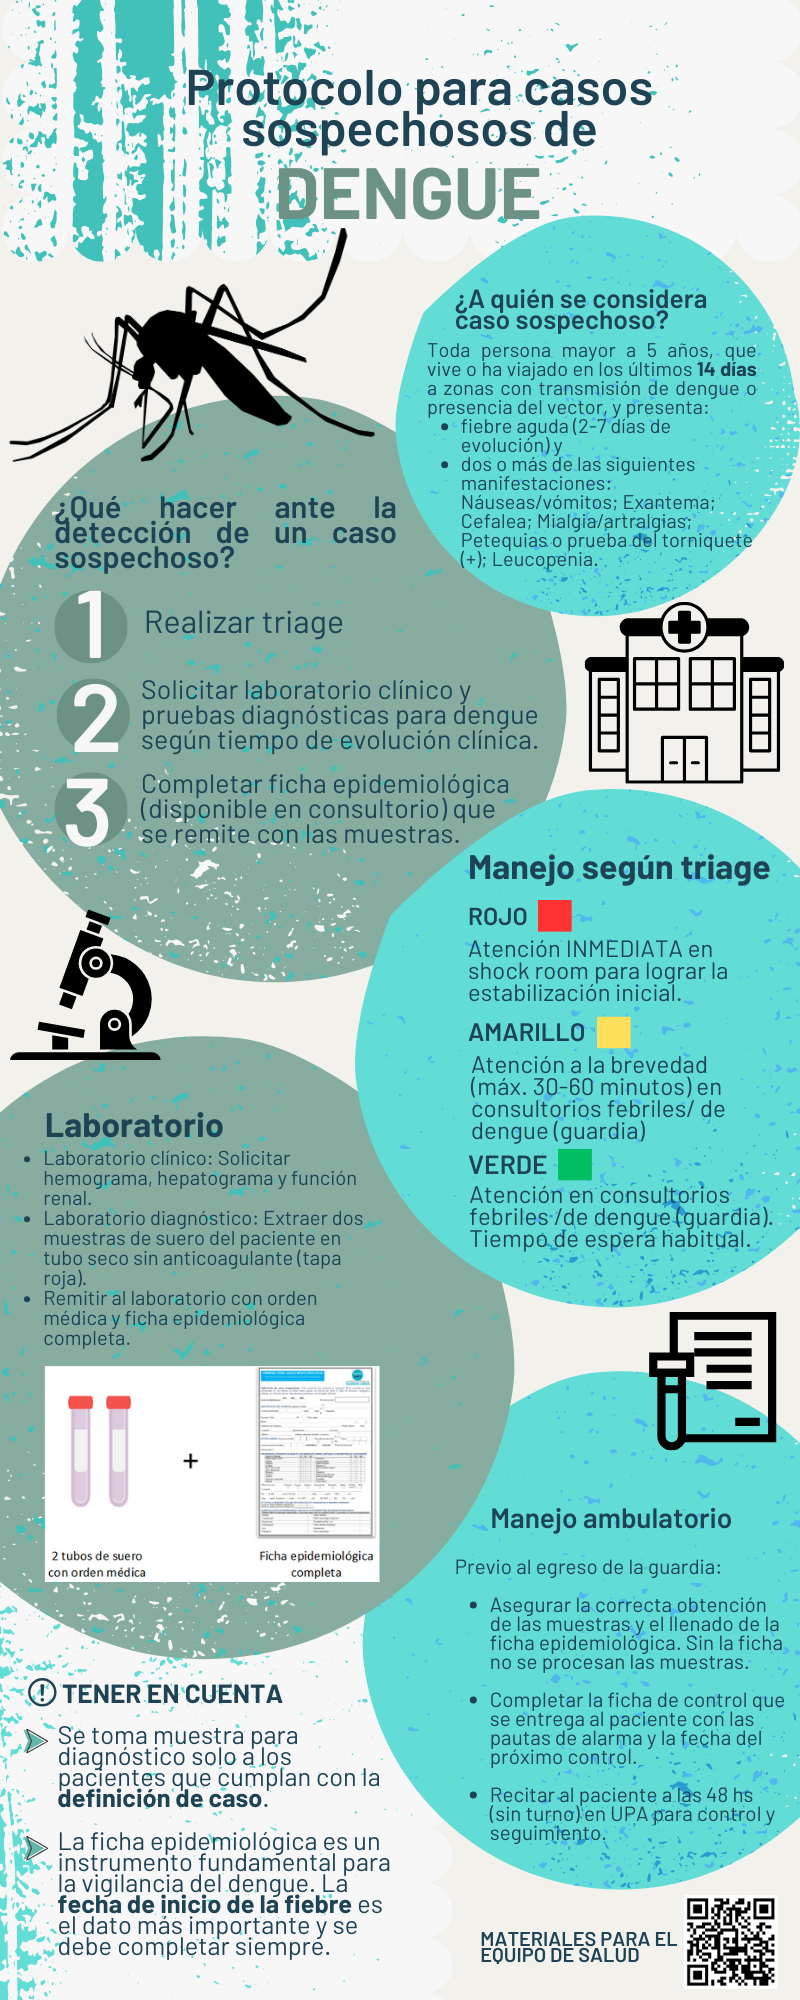 Protocolo para casos
sospechosos de
DENGUE
¿A quién se considera
caso sospechoso?
Toda persona mayor a 5 años, que
vive o ha viajado en los últimos 14 días
a zonas con transmisión de dengue o
presencia del vector, y presenta:
• fiebre aguda (2-7 días de
evolución) y
• dos o más de las siguientes
manifestaciones:
Náuseas/vómitos; Exantema;
Cefalea; Mialgia/artralgias;
Petequias o prueba del torniquete
(+); Leucopenia.
¿Qué hacer ante la
detección de un caso
sospechoso?
1 Realizar triage
2 Solicitar laboratorio clínico y
pruebas diagnósticas para dengue
según tiempo de evolución clínica.
3 Completar ficha epidemiológica
(disponible en consultorio) que
se remite con las muestras.
Manejo según triage
ROJO
Atención INMEDIATA en
shock room para lograr la
estabilización inicial.
AMARILLO
Atención a la brevedad
(máx. 30-60 minutos) en
consultorios febriles/ de
dengue (guardia)
VERDE
Atención en consultorios
febriles /de dengue (guardia).
Tiempo de espera habitual.
Laboratorio
• Laboratorio clínico: Solicitar
hemograma, hepatograma y función
renal.
• Laboratorio diagnóstico: Extraer dos
muestras de suero del paciente en
tubo seco sin anticoagulante (tapa
roja).
• Remitir al laboratorio con orden
médica y ficha epidemiológica
completa.
+
2 tubos de suero
con orden médica
Ficha epidemiológica
completa
Manejo ambulatorio
Previo al egreso de la guardia:
• Asegurar la correcta obtención
de las muestras y el llenado de la
ficha epidemiológica. Sin la ficha
no se procesan las muestras.
• Completar la ficha de control que
se entrega al paciente con las
pautas de alarma y la fecha del
próximo control.
• Recitar al paciente a las 48 hs
(sin turno) en UPA para control y
seguimiento.
TENER EN CUENTA
Se toma muestra para
diagnóstico solo a los
pacientes que cumplan con la
definición de caso.
La ficha epidemiológica es un
instrumento fundamental para
la vigilancia del dengue. La
fecha de inicio de la fiebre es
el dato más importante y se
debe completar siempre.
MATERIALES PARA EL
EQUIPO DE SALUD